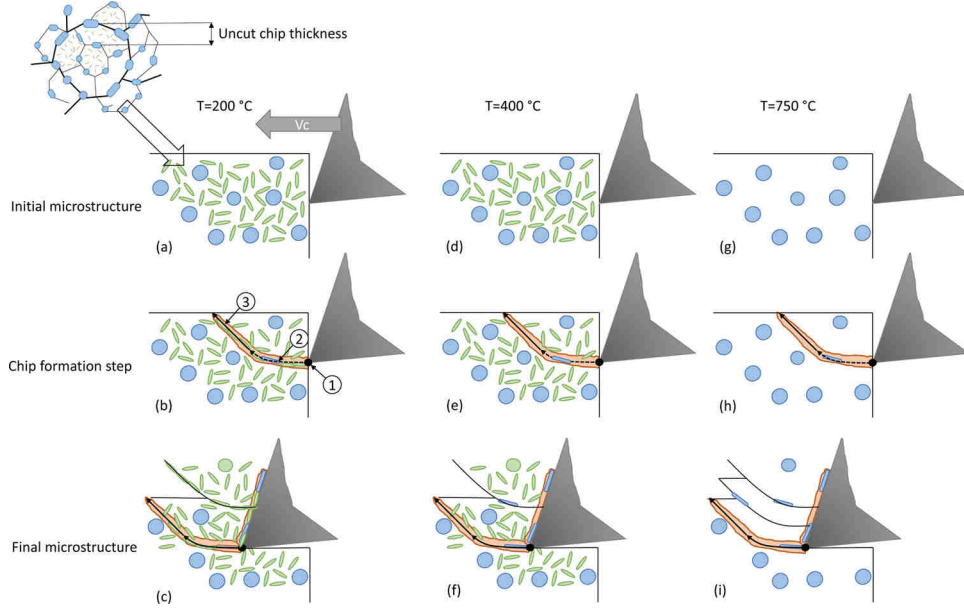 Uncut chip thickness
T=200 °C
T=400 °C
T=750 °C
Vc
Initial microstructure
(a)
(d)
(g)
3
2
1
Chip formation step
(b)
(e)
(h)
Final microstructure
(c)
(f)
(i)